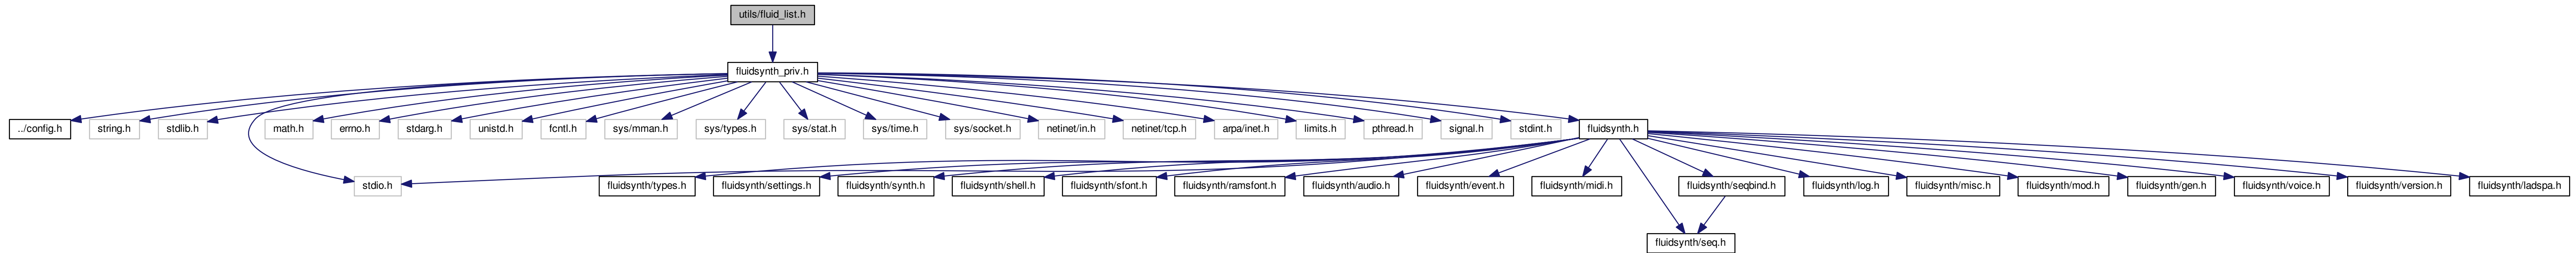 utils/fluid_list.h
fluidsynth_priv.h
../config.h
string.h
stdlib.h
math.h
errno.h
stdarg.h
unistd.h
fcntl.h
sys/mman.h
sys/types.h
sys/stat.h
sys/time.h
sys/socket.h
netinet/in.h
netinet/tcp.h
arpa/inet.h
limits.h
pthread.h
signal.h
stdint.h
fluidsynth.h
stdio.h
fluidsynth/types.h
fluidsynth/settings.h
fluidsynth/synth.h
fluidsynth/shell.h
fluidsynth/sfont.h
fluidsynth/ramsfont.h
fluidsynth/audio.h
fluidsynth/event.h
fluidsynth/midi.h
fluidsynth/seqbind.h
fluidsynth/log.h
fluidsynth/misc.h
fluidsynth/mod.h
fluidsynth/gen.h
fluidsynth/voice.h
fluidsynth/version.h
fluidsynth/ladspa.h
fluidsynth/seq.h